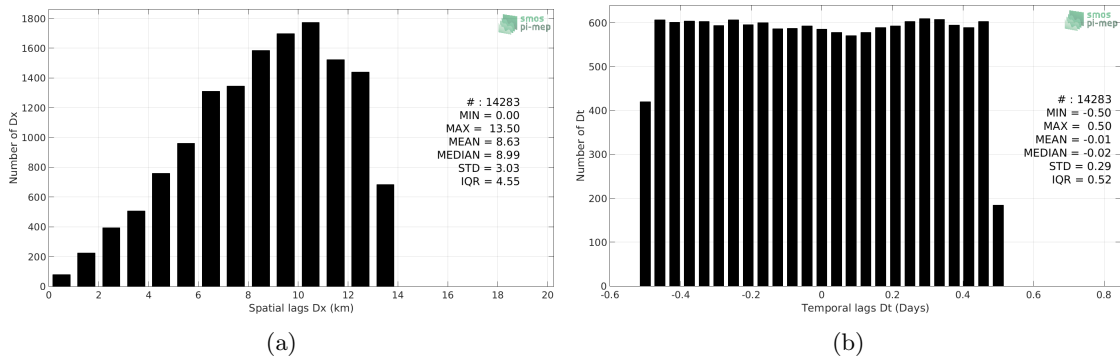 smos
pi-mep
1800
1600
1400
1200
1000
800
600
400
200
0
Number of Dx
# : 14283
MIN = 0.00
MAX = 13.50
MEAN = 8.63
MEDIAN = 8.99
STD = 3.03
IQR = 4.55
0 2 4 6 8 10 12 14 16 18 20
Spatial lags Dx (km)
(a)
smos
pi-mep
600
500
400
300
200
100
0
Number of Dt
# : 14283
MIN = -0.50
MAX = 0.50
MEAN = -0.01
MEDIAN = -0.02
STD = 0.29
IQR = 0.52
-0.6 -0.4 -0.2 0 0.2 0.4 0.6 0.8
Temporal lags Dt (Days)
(b)